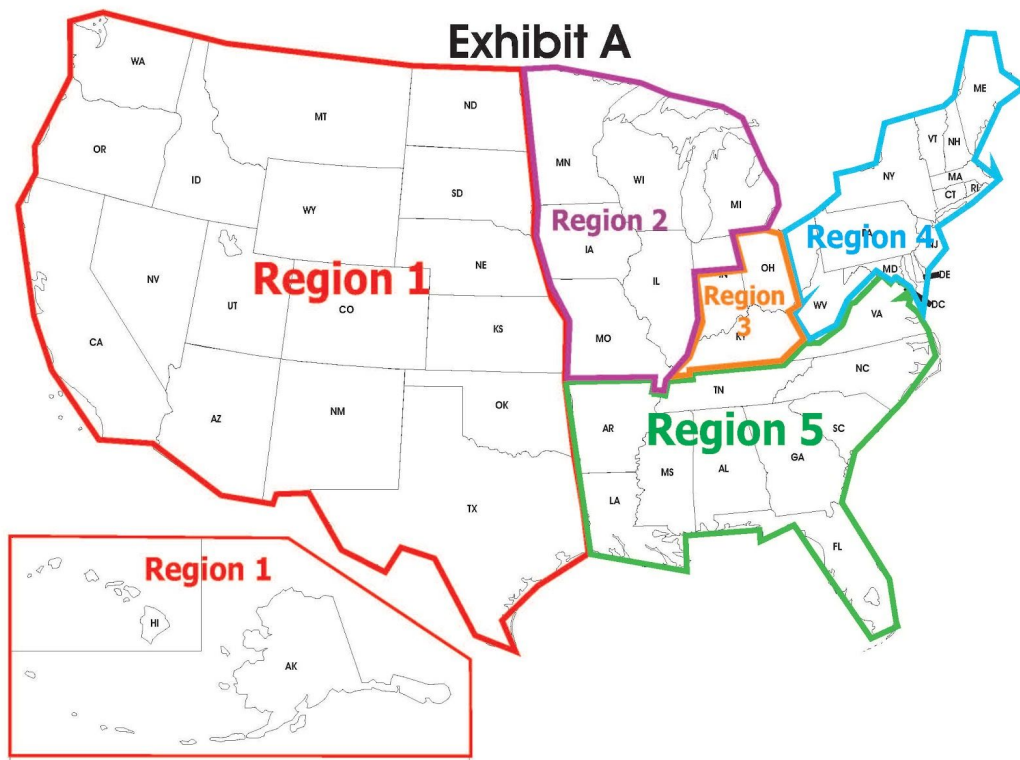 Exhibit A
WA
MT
ND
ME
OR
ID
MN
VT
NH
WI
NY
MA
SD
CT
RI
WY
MI
Region 2
PA
Region 4
NJ
IA
NV
NE
Region 1
OH
MD
DE
IN
UT
CO
IL
Region
3
WV
DC
VA
CA
KS
MO
KY
NC
TN
OK
NM
AZ
AR
Region 5
SC
GA
MS
AL
TX
LA
FL
Region 1
HI
AK